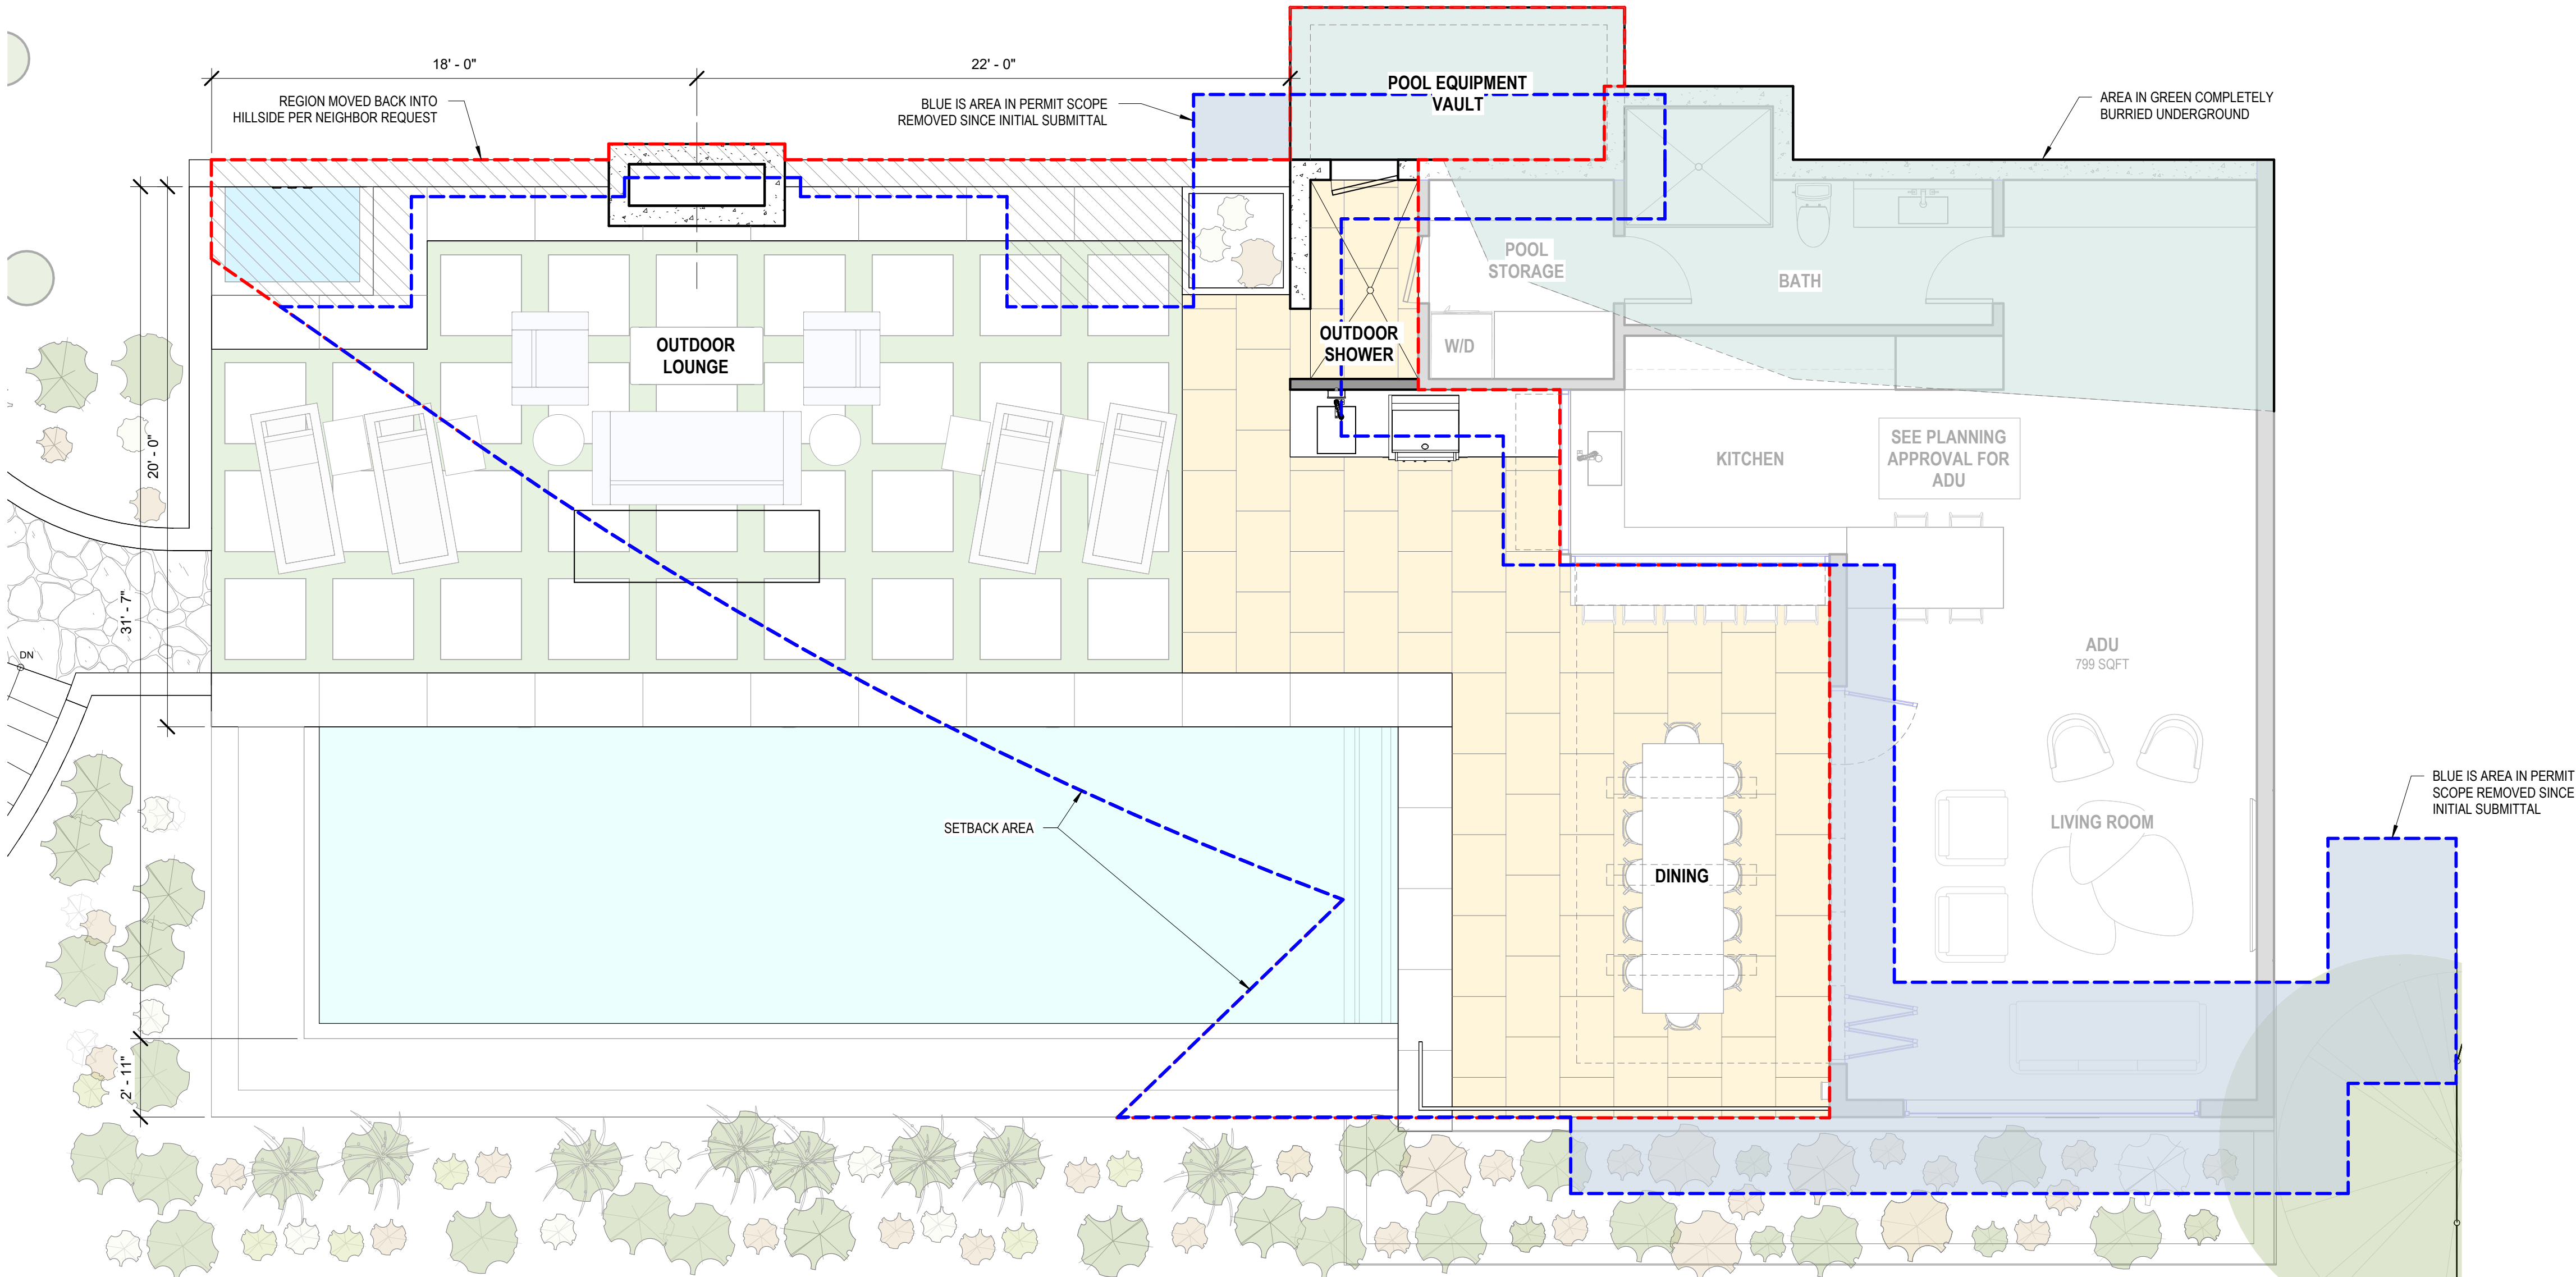 18' - 0"
22' - 0"
REGION MOVED BACK INTO
HILLSIDE PER NEIGHBOR REQUEST
BLUE IS AREA IN PERMIT SCOPE
REMOVED SINCE INITIAL SUBMITTAL
POOL EQUIPMENT
VAULT
AREA IN GREEN COMPLETELY
BURRIED UNDERGROUND
POOL
STORAGE
BATH
OUTDOOR
LOUNGE
OUTDOOR
SHOWER
W/D
KITCHEN
SEE PLANNING
APPROVAL FOR
ADU
20' - 0"
31' - 7"
DN
ADU
799 SQFT
BLUE IS AREA IN PERMIT
SCOPE REMOVED SINCE
INITIAL SUBMITTAL
SETBACK AREA
LIVING ROOM
DINING
2' - 11"